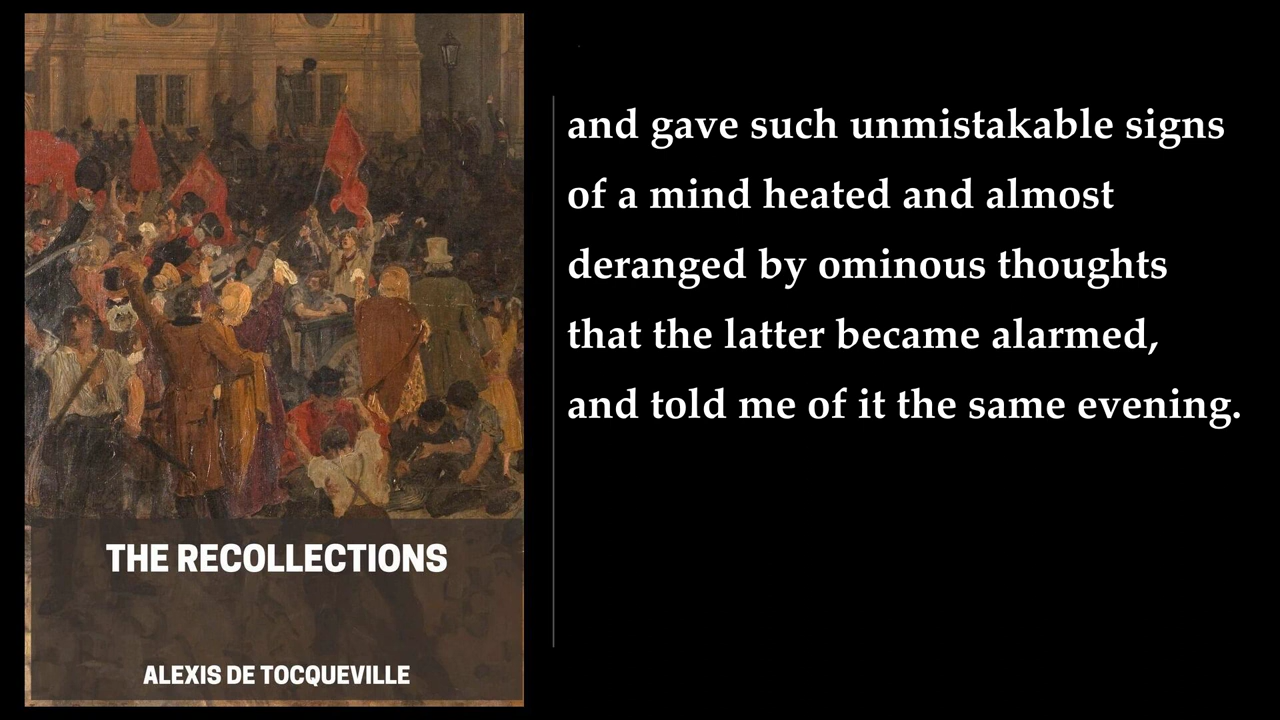 THE RECOLLECTIONS
ALEXIS DE TOCQUEVILLE
and gave such unmistakable signs
of a mind heated and almost
deranged by ominous thoughts
that the latter became alarmed,
and told me of it the same evening.